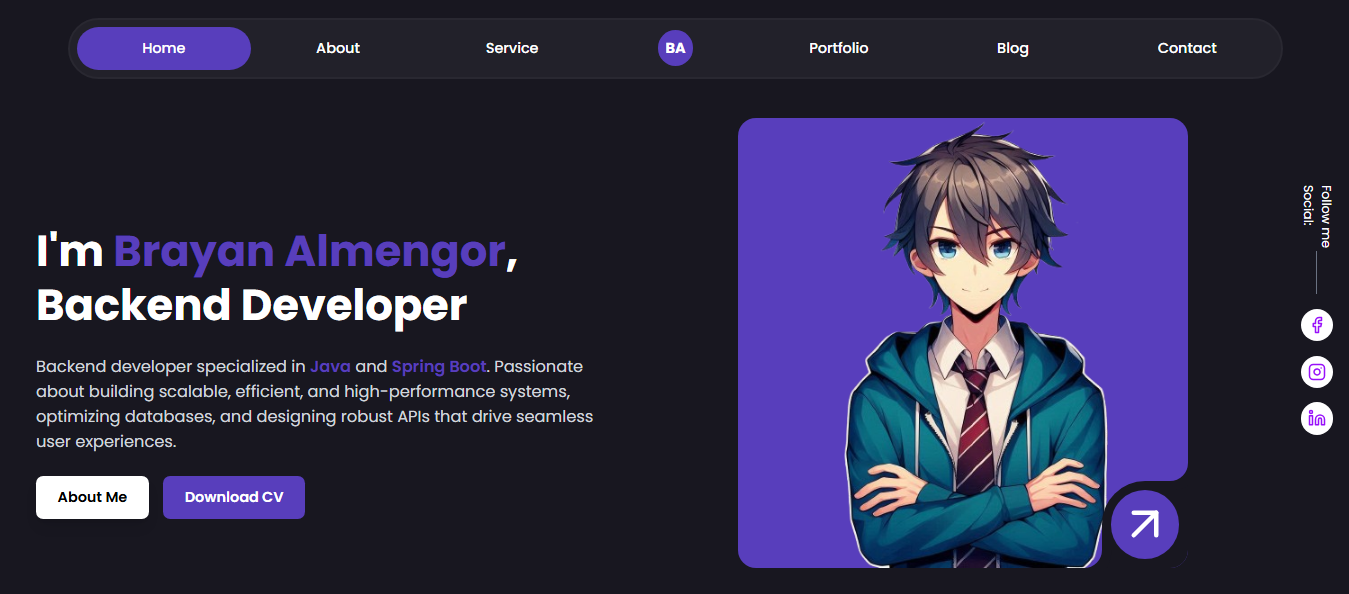 Home About Service BA Portfolio Blog Contact
I'm Brayan Almengor,
Backend Developer
Backend developer specialized in Java and Spring Boot. Passionate
about building scalable, efficient, and high-performance systems,
optimizing databases, and designing robust APIs that drive seamless
user experiences.
About Me Download CV
Follow me
Social: